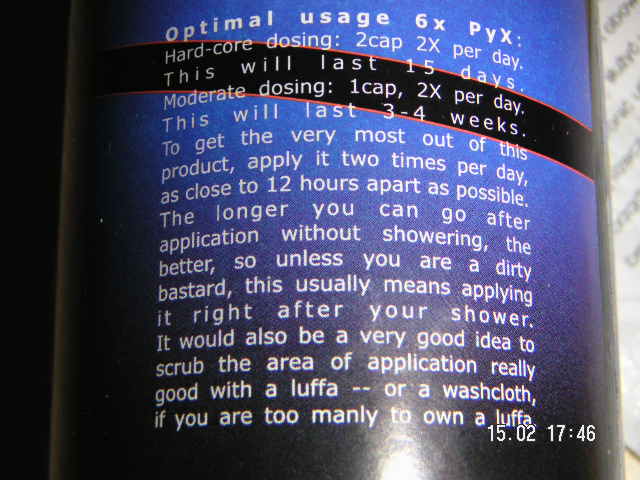 Optimal usage 6x PyX:
Hard-core dosing: 2cap 2X per day.
This will last 15 days.
Moderate dosing: 1cap, 2X per day.
This will last 3-4 weeks.
To get the very most out of this
product, apply it two times per day,
as close to 12 hours apart as possible.
The longer you can go after
application without showering, the
better, so unless you are a dirty
bastard, this usually means applying
it right after your shower.
It would also be a very good idea to
scrub the area of application really
good with a luffa -- or a washcloth,
if you are too manly to own a luffa
15.02 17:46